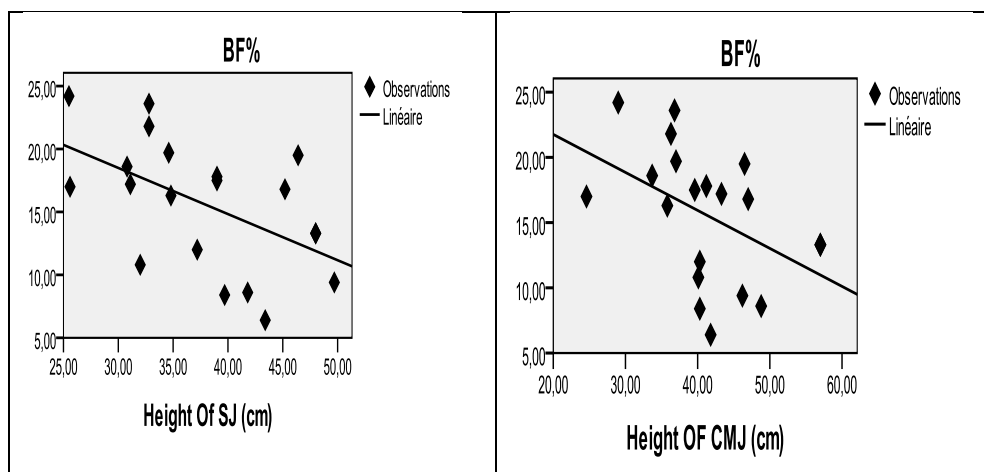 BF%
Observations
Linéaire
25,00
20,00
15,00
10,00
5,00
25,00 30,00 35,00 40,00 45,00 50,00
Height Of SJ (cm)
BF%
Observations
Linéaire
25,00
20,00
15,00
10,00
5,00
20,00 30,00 40,00 50,00 60,00
Height OF CMJ (cm)